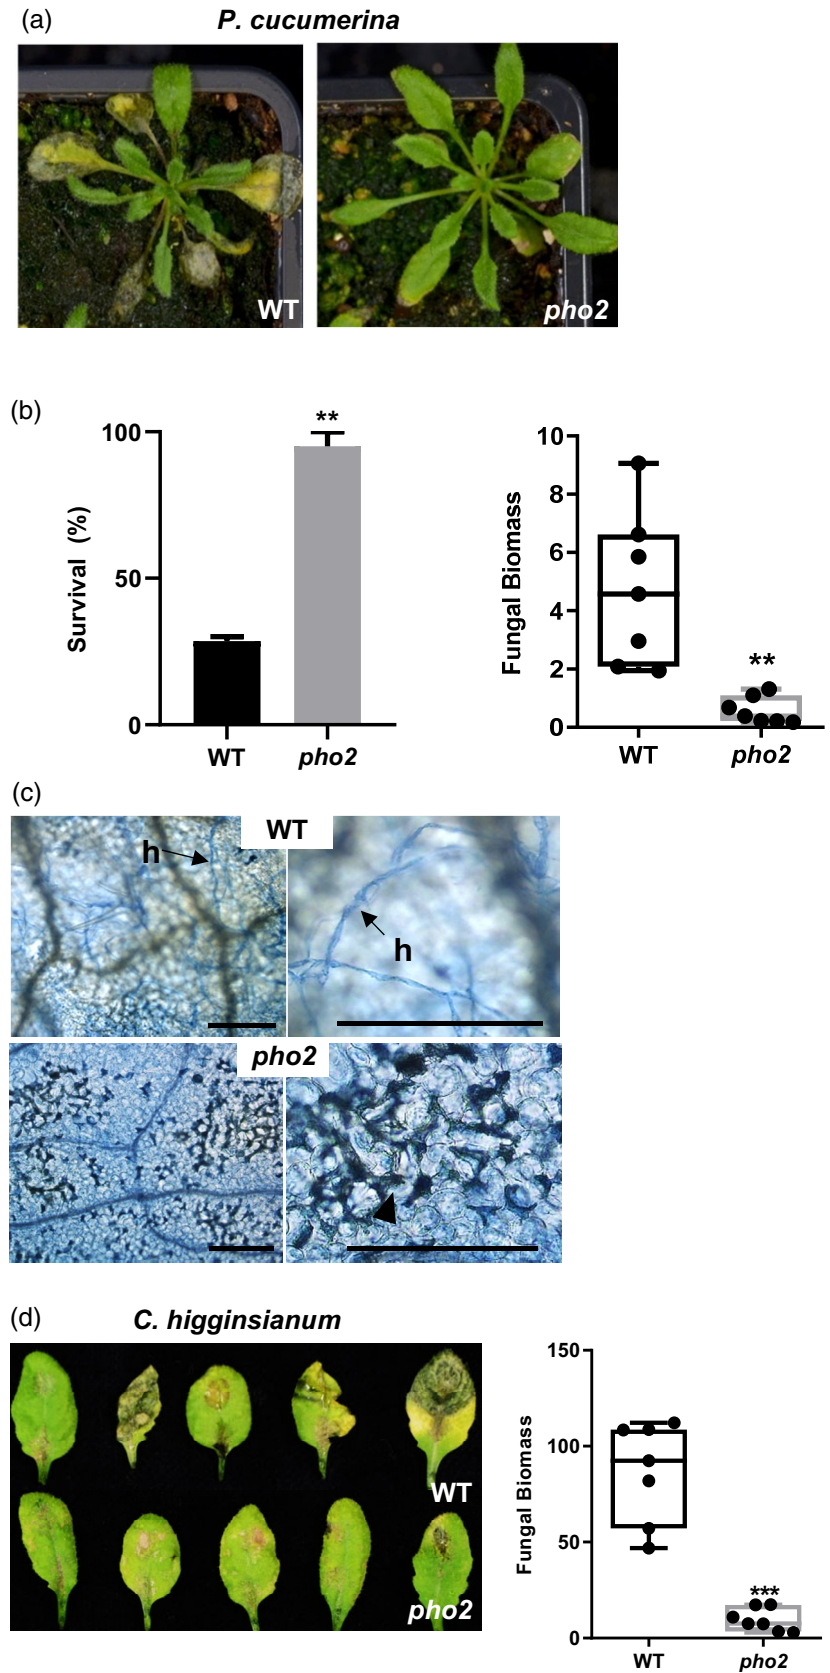 (a)
P. cucumerina
WT
pho2
(b)
Survival (%)
100
50
0
**
WT
pho2
Fungal Biomass
10
8
6
4
2
0
**
WT
pho2
(c)
WT
h
h
pho2
(d)
C. higginsianum
WT
pho2
Fungal Biomass
150
100
50
0
***
WT
pho2